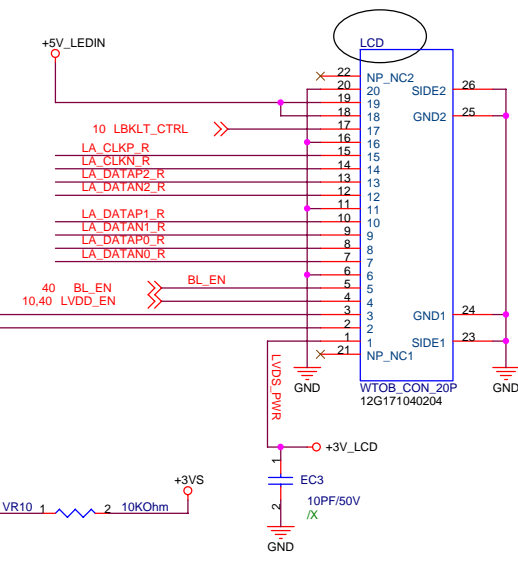 +5V_LEDIN
LCD
22 NP_NC2
20 20 SIDE2 26
19 19
18 18 GND2 25
10 LBKLT_CTRL 17 17
16 16
LA_CLKP_R 15 15
LA_CLKN_R 14 14
LA_DATAP2_R 13 13
LA_DATAN2_R 12 12
11 11
LA_DATAP1_R 10 10
LA_DATAN1_R 9 9
LA_DATAP0_R 8 8
LA_DATAN0_R 7 7
6 6
40 BL_EN BL_EN 5 5
10,40 LVDD_EN 4 4
3 3 GND1 24
2 2
1 1 SIDE1 23
21 NP_NC1
LVDS_PWR
GND
WTOB_CON_20P
12G171040204
GND
+3V_LCD
1
EC3
10PF/50V
2
/X
GND
+3VS
VR10 1 2 10KOhm